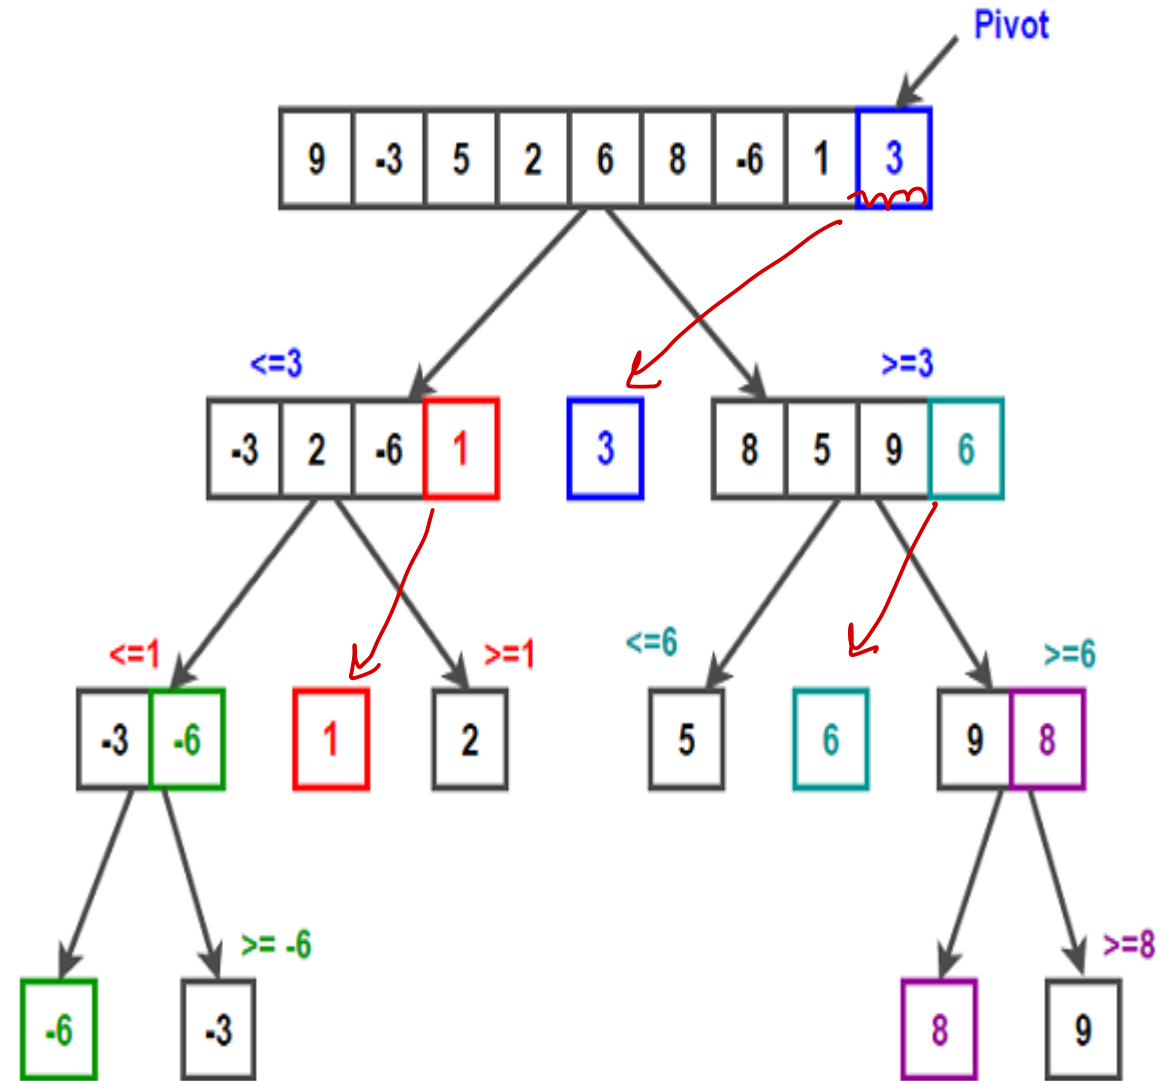 Pivot
9 -3 5 2 6 8 -6 1 3
<=3 >=3
-3 2 -6 1 3 8 5 9 6
<=1 >=1 <=6 >=6
-3 -6 1 2 5 6 9 8
>= -6 >=8
-6 -3 8 9